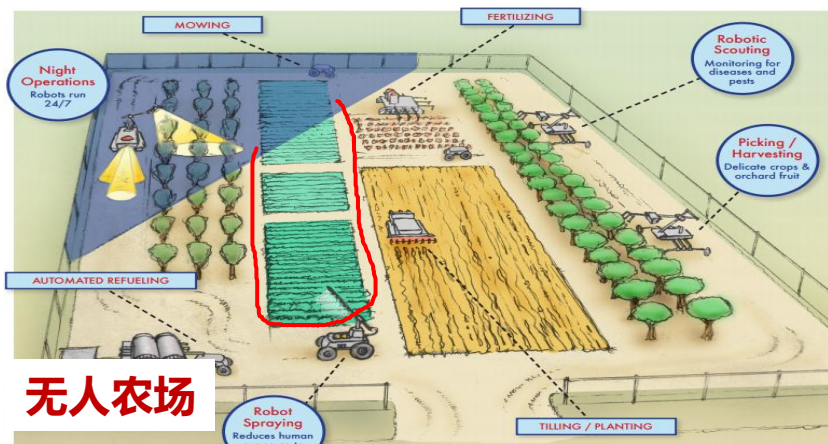 MOWING
FERTILIZING
Night
Operations
Robots run
24/7
Robotic
Scouting
Monitoring for
diseases and
pests
Picking /
Harvesting
Delicate crops &
orchard fruit
AUTOMATED REFUELING
无人农场
Robot
Spraying
Reduces human
TILLING / PLANTING